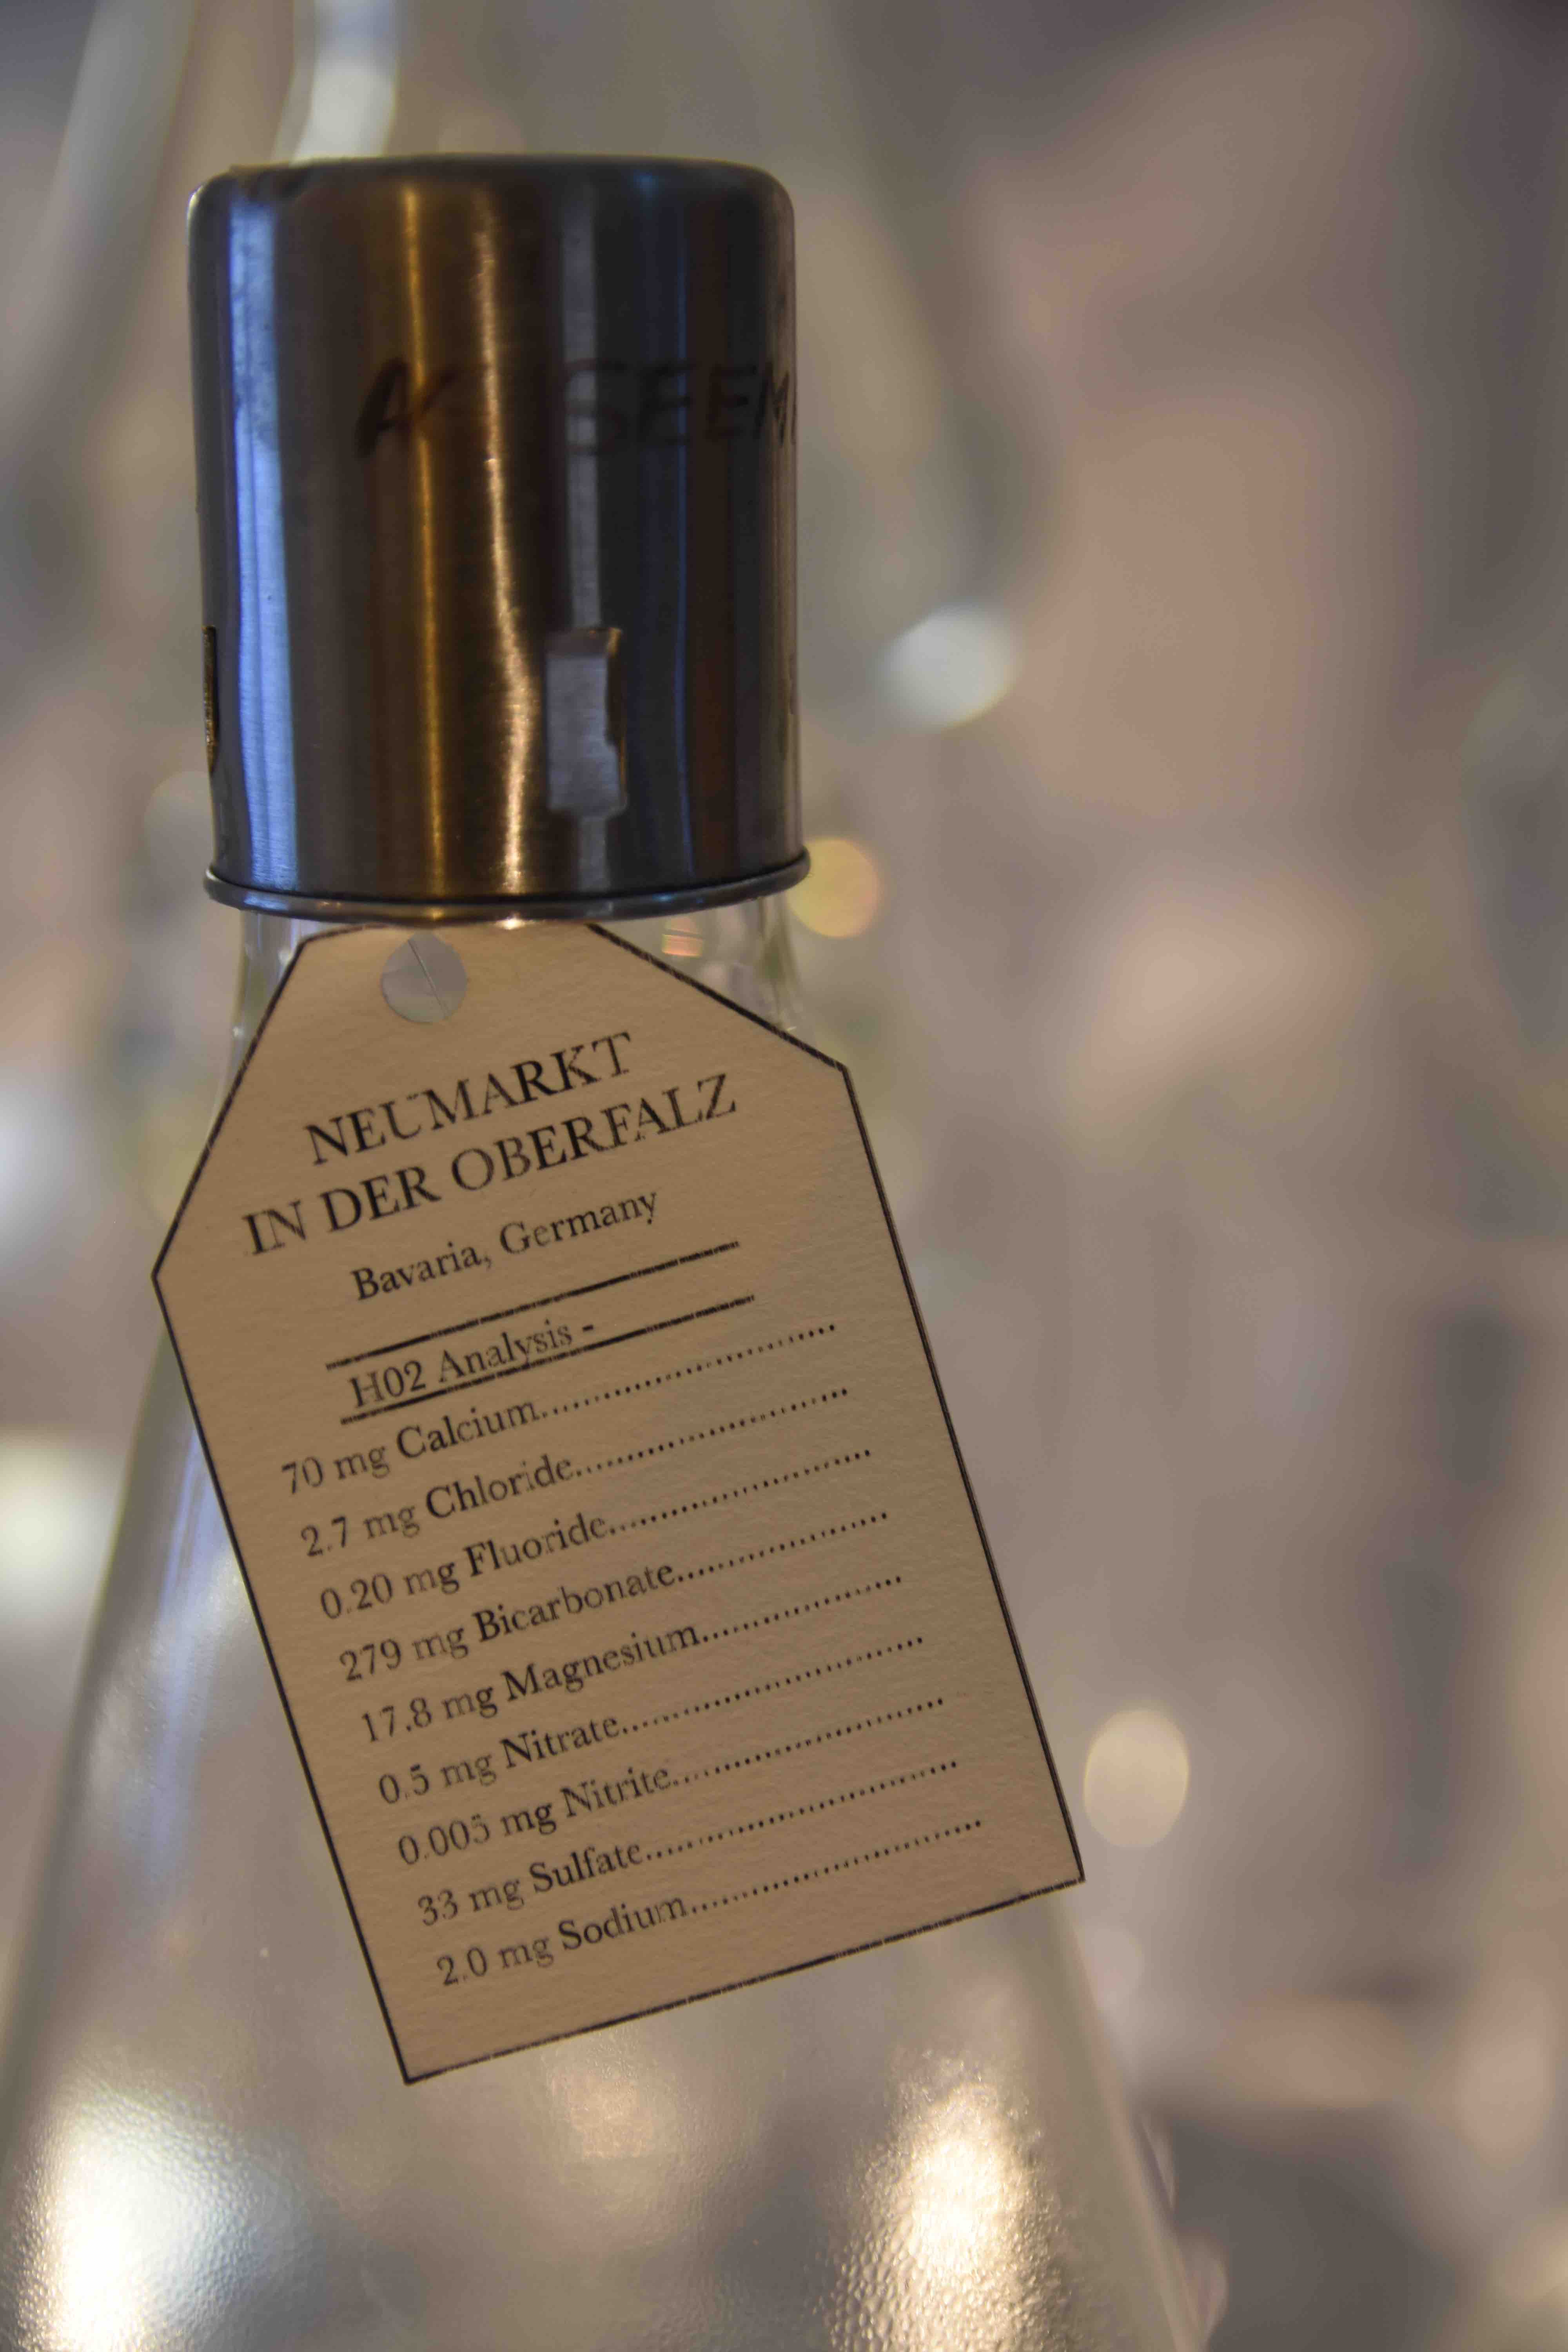 NEUMARKT
IN DER OBERFALZ
Bavaria, Germany
H02 Analysis -
70 mg Calcium..............................
2.7 mg Chloride............................
0.20 mg Fluoride..........................
279 mg Bicarbonate.....................
17.8 mg Magnesium....................
0.5 mg Nitrate..............................
0.005 mg Nitrite...........................
33 mg Sulfate...............................
2.0 mg Sodium.............................